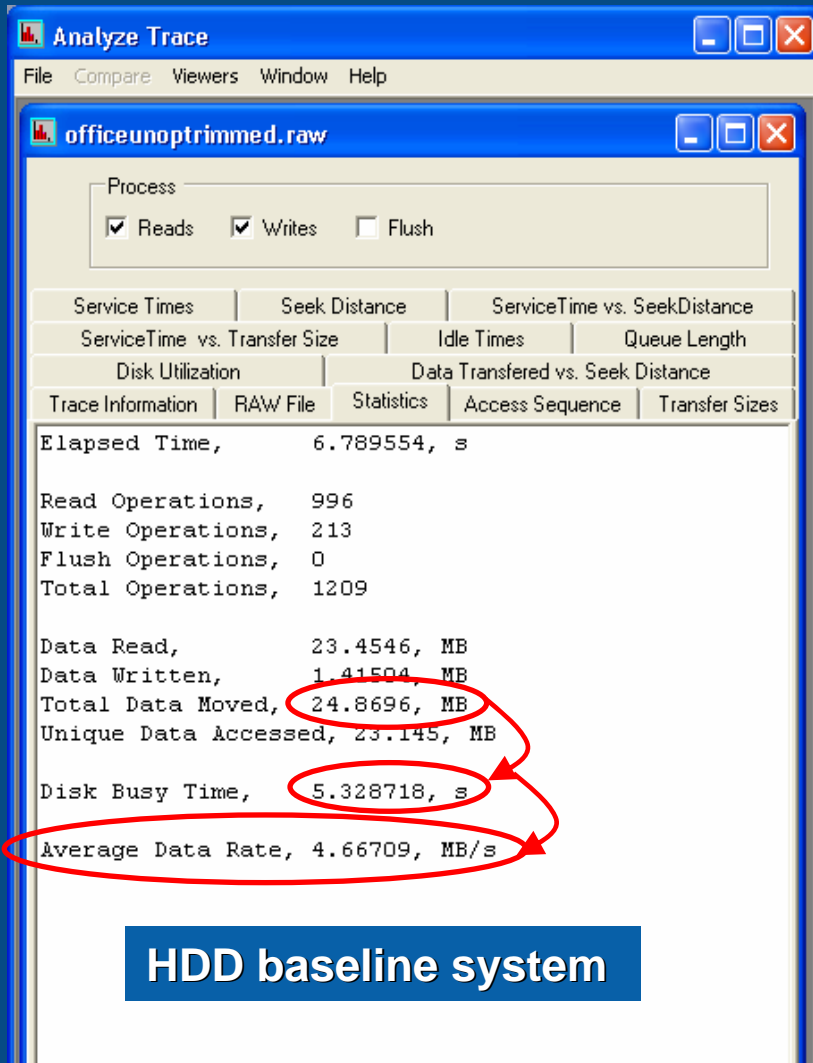 Analyze Trace
File Compare Viewers Window Help
officeunoptrimmed.raw
Process
Reads Writes Flush
Service Times Seek Distance ServiceTime vs. SeekDistance
ServiceTime vs. Transfer Size Idle Times Queue Length
Disk Utilization Data Transfered vs. Seek Distance
Trace Information RAW File Statistics Access Sequence Transfer Sizes
Elapsed Time, 6.789554, s
Read Operations, 996
Write Operations, 213
Flush Operations, 0
Total Operations, 1209
Data Read, 23.4546, MB
Data Written, 1.41504, MB
Total Data Moved, 24.8696, MB
Unique Data Accessed, 23.145, MB
Disk Busy Time, 5.328718, s
Average Data Rate, 4.66709, MB/s
HDD baseline system